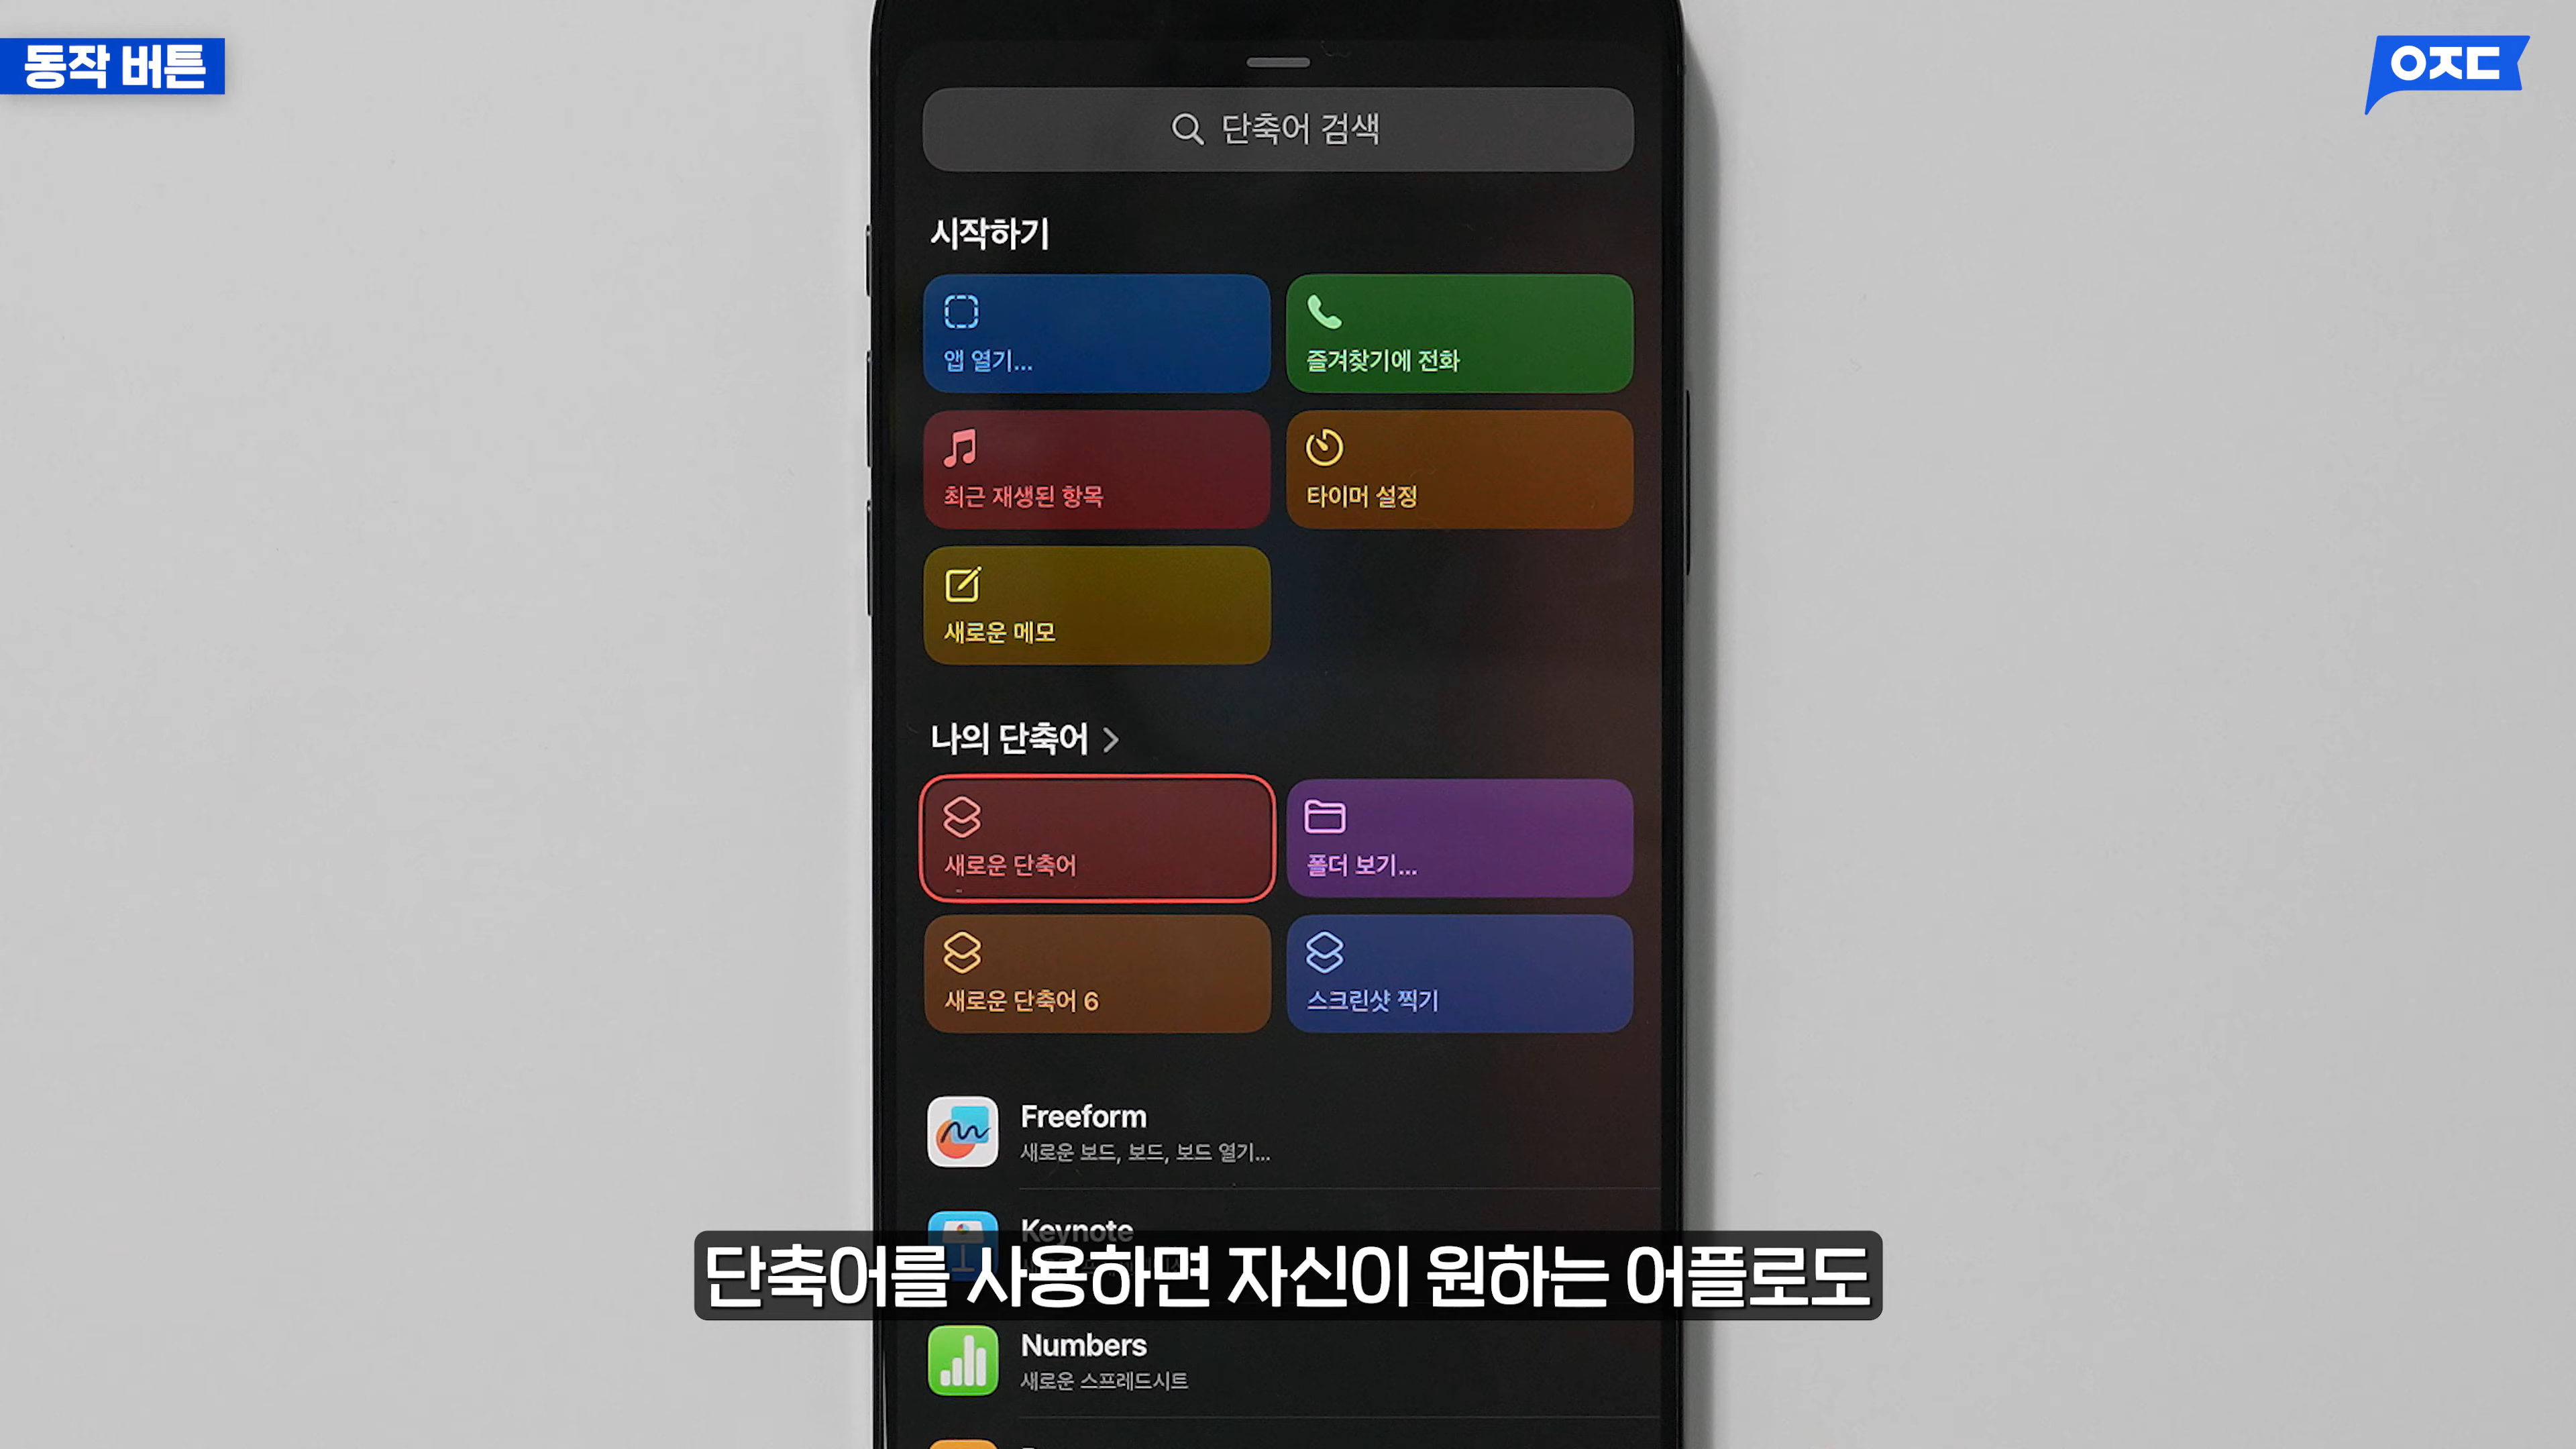 동작 버튼
ㅇㅈㄷ
단축어 검색
시작하기
앱 열기...
즐겨찾기에 전화
최근 재생된 항목
타이머 설정
새로운 메모
나의 단축어 >
새로운 단축어
폴더 보기...
새로운 단축어 6
스크린샷 찍기
Freeform
새로운 보드, 보드, 보드 열기...
Keynote
단축어를 사용하면 자신이 원하는 어플로도
Numbers
새로운 스프레드시트